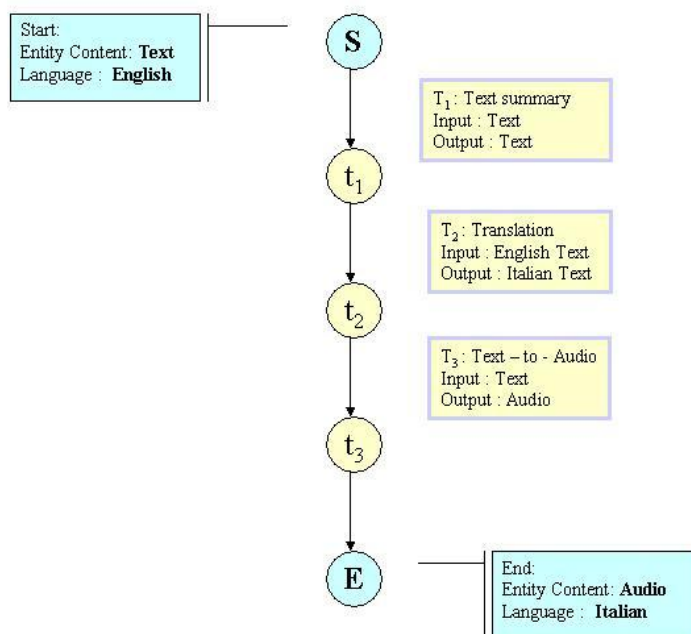 Start:
Entity Content: Text
Language : English
S
T₁ : Text summary
Input : Text
Output : Text
t₁
T₂ : Translation
Input : English Text
Output : Italian Text
t₂
T₃ : Text – to - Audio
Input : Text
Output : Audio
t₃
E
End:
Entity Content: Audio
Language : Italian